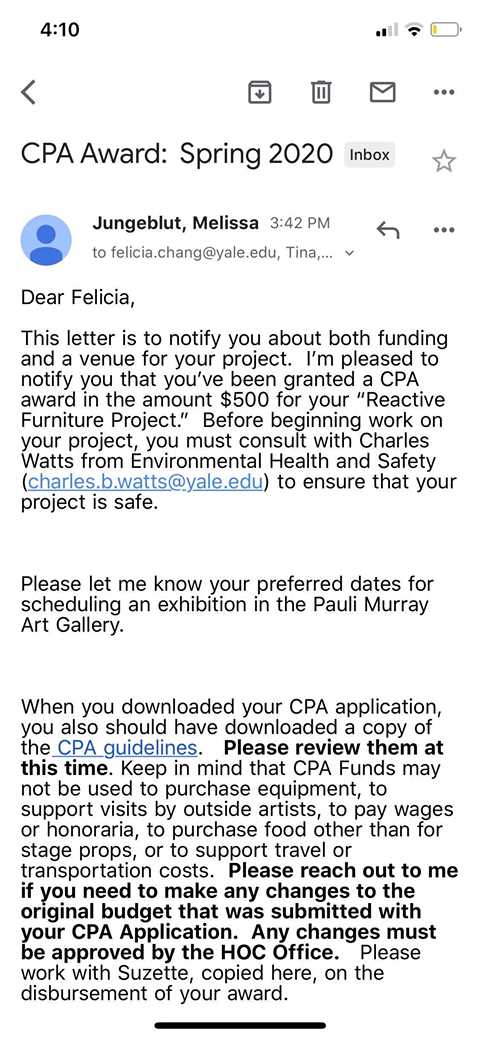 4:10
CPA Award: Spring 2020 Inbox
Jungeblut, Melissa 3:42 PM
to felicia.chang@yale.edu, Tina,...
Dear Felicia,
This letter is to notify you about both funding
and a venue for your project. I'm pleased to
notify you that you've been granted a CPA
award in the amount $500 for your “Reactive
Furniture Project.” Before beginning work on
your project, you must consult with Charles
Watts from Environmental Health and Safety
(charles.b.watts@yale.edu) to ensure that your
project is safe.
Please let me know your preferred dates for
scheduling an exhibition in the Pauli Murray
Art Gallery.
When you downloaded your CPA application,
you also should have downloaded a copy of
the CPA guidelines. Please review them at
this time. Keep in mind that CPA Funds may
not be used to purchase equipment, to
support visits by outside artists, to pay wages
or honoraria, to purchase food other than for
stage props, or to support travel or
transportation costs. Please reach out to me
if you need to make any changes to the
original budget that was submitted with
your CPA Application. Any changes must
be approved by the HOC Office. Please
work with Suzette, copied here, on the
disbursement of your award.